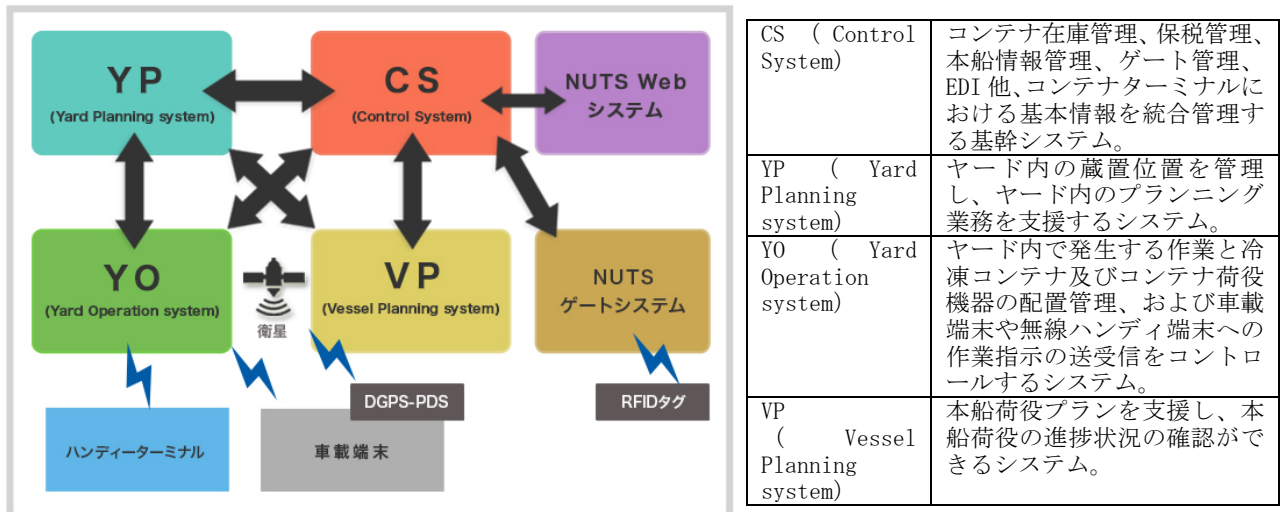 YP
(Yard Planning system)
CS
(Control System)
NUTS Web
システム
YO
(Yard Operation system)
衛星
VP
(Vessel Planning system)
NUTS
ゲートシステム
DGPS-PDS
RFIDタグ
ハンディーターミナル
車載端末
CS ( Control
System)
コンテナ在庫管理、保税管理、
本船情報管理、ゲート管理、
EDI 他、コンテナターミナルに
おける基本情報を統合管理す
る基幹システム。
YP ( Yard
Planning
system)
ヤード内の蔵置位置を管理
し、ヤード内のプランニング
業務を支援するシステム。
YO ( Yard
Operation
system)
ヤード内で発生する作業と冷
凍コンテナ及びコンテナ荷役
機器の配置管理、および車載
端末や無線ハンディ端末への
作業指示の送受信をコントロ
ールするシステム。
VP
( Vessel
Planning
system)
本船荷役プランを支援し、本
船荷役の進捗状況の確認がで
きるシステム。